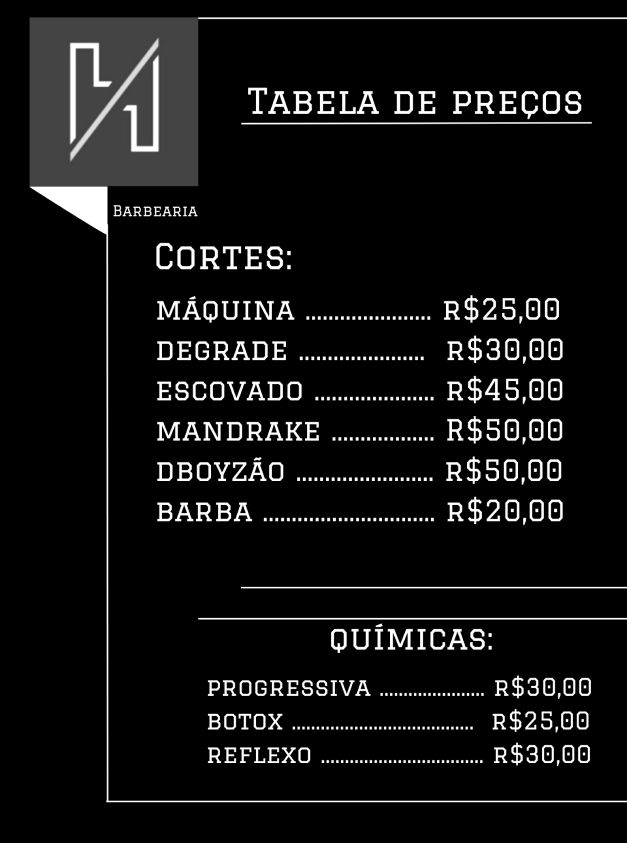 TABELA DE PREÇOS
BARBEARIA
CORTES:
MÁQUINA ...................... R$25,00
DEGRADE ...................... R$30,00
ESCOVADO ..................... R$45,00
MANDRAKE .................. R$50,00
DBOYZÃO ........................ R$50,00
BARBA .............................. R$20,00
QUÍMICAS:
PROGRESSIVA ...................... R$30,00
BOTOX ...................................... R$25,00
REFLEXO .................................. R$30,00